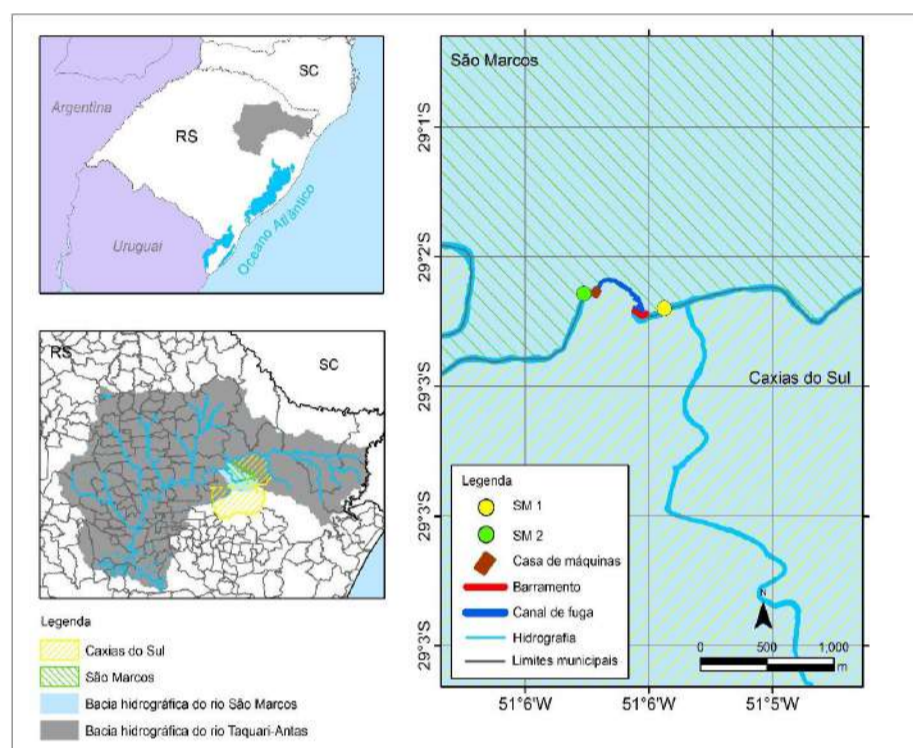 SC
Argentina
RS
Uruguai
Oceano Atlântico
RS
SC
Legenda
Caxias do Sul
São Marcos
Bacia hidrográfica do rio São Marcos
Bacia hidrográfica do rio Taquari-Antas
São Marcos
Caxias do Sul
29°1'S
29°2'S
29°3'S
29°3'S
29°3'S
Legenda
SM 1
SM 2
Casa de máquinas
Barramento
Canal de fuga
Hidrografia
Limites municipais
N
0 500 1,000
m
51°6'W 51°6'W 51°5'W